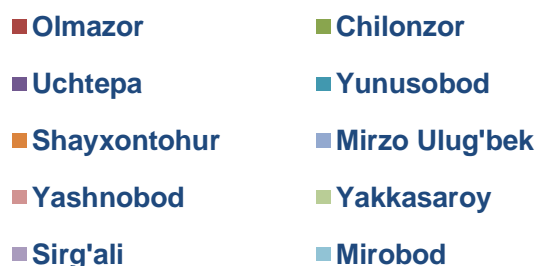 Olmazor Chilonzor
Uchtepa Yunusobod
Shayxontohur Mirzo Ulug'bek
Yashnobod Yakkasaroy
Sirg'ali Mirobod